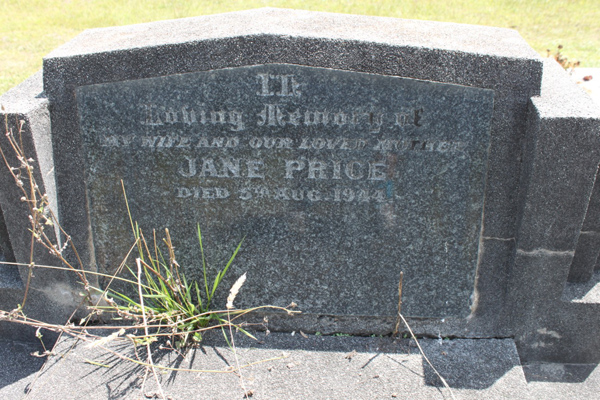 In
Loving Memory of
MY WIFE AND OUR LOVED MOTHER
JANE PRICE
DIED 5TH AUG. 1944